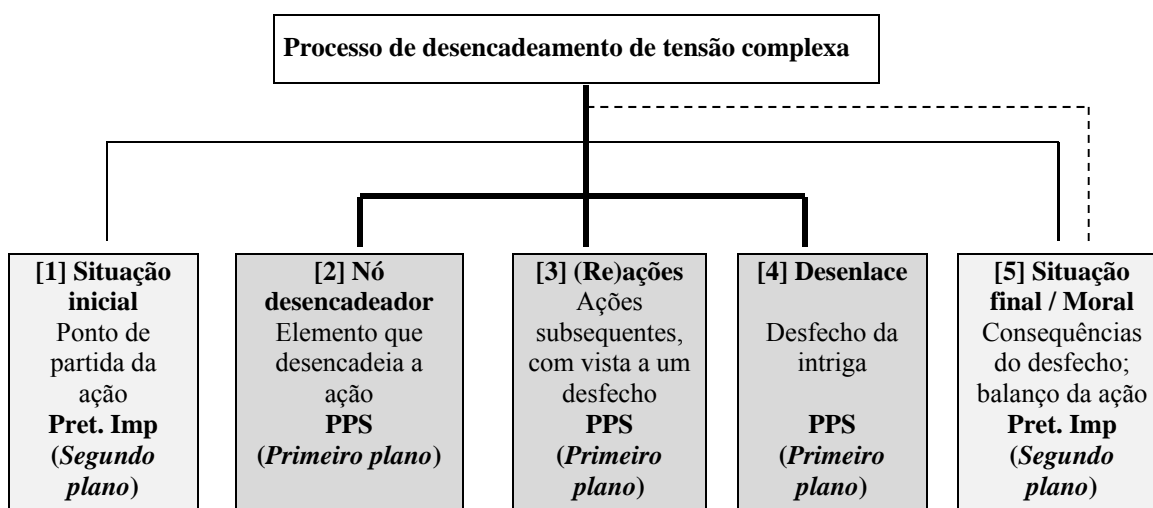 Processo de desencadeamento de tensão complexa
[1] Situação
inicial
Ponto de
partida da
ação
Pret. Imp
(Segundo
plano)
[2] Nó
desencadeador
Elemento que
desencadeia a
ação
PPS
(Primeiro plano)
[3] (Re)ações
Ações
subsequentes,
com vista a um
desfecho
PPS
(Primeiro
plano)
[4] Desenlace
Desfecho da
intriga
PPS
(Primeiro
plano)
[5] Situação
final / Moral
Consequências
do desfecho;
balanço da ação
Pret. Imp
(Segundo
plano)